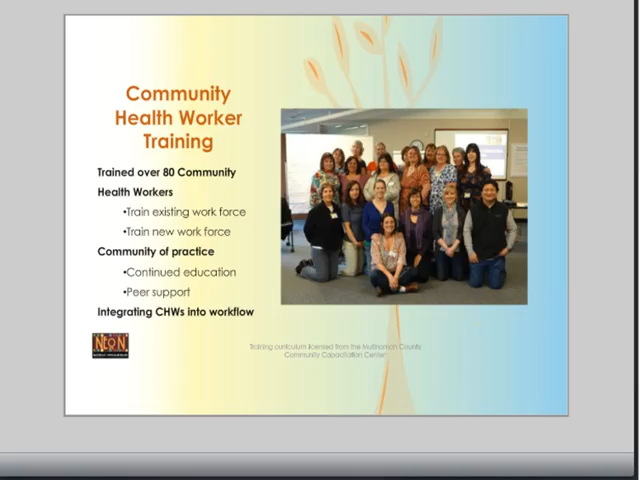 Community
Health Worker
Training
Trained over 80 Community
Health Workers
•Train existing work force
•Train new work force
Community of practice
•Continued education
•Peer support
Integrating CHWs into workflow
NEON
Training curriculum licensed from the Multnomah County
Community Capacitation Center